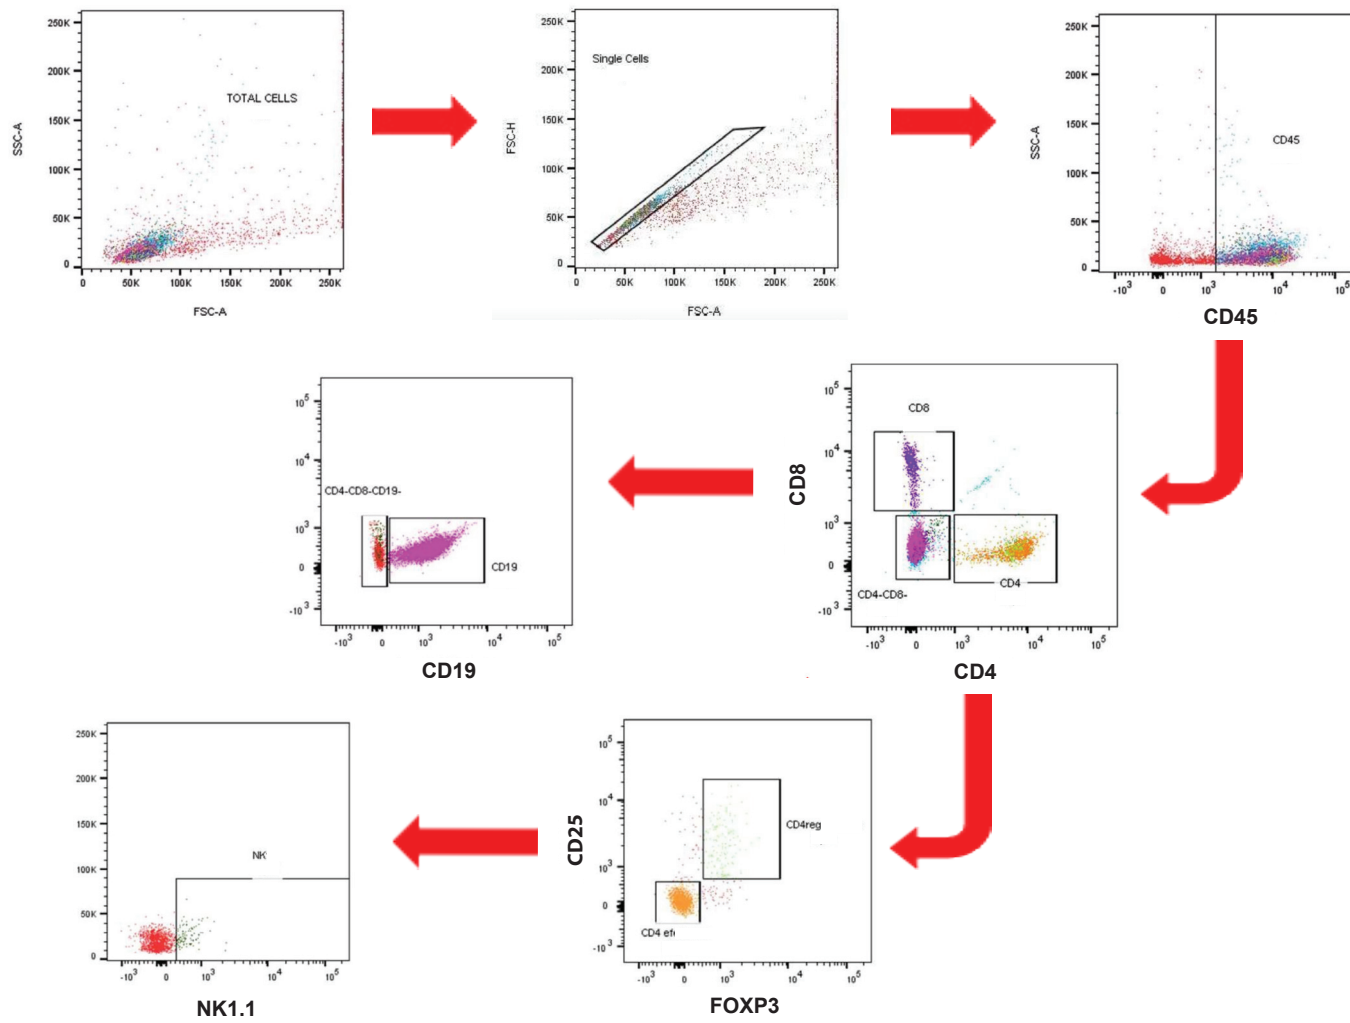 250K
200K
150K
100K
50K
0
SSC-A
TOTAL CELLS
0 50K 100K 150K 200K 250K
FSC-A
250K
200K
150K
100K
50K
0
FSC-H
Single Cells
0 50K 100K 150K 200K 250K
FSC-A
250K
200K
150K
100K
50K
0
SSC-A
CD45
-10³ 0 10³ 10⁴ 10⁵
CD45
10⁵
10⁴
10³
0
-10³
CD4-CD8-CD19-
CD19
-10³ 0 10³ 10⁴ 10⁵
CD19
10⁵
10⁴
10³
0
-10³
CD8
CD8
CD4-CD8-
CD4
-10³ 0 10³ 10⁴ 10⁵
CD4
250K
200K
150K
100K
50K
0
NK
-10³ 0 10³ 10⁴ 10⁵
NK1.1
10⁵
10⁴
10³
0
-10³
CD25
CD4reg
CD4
-10³ 0 10³ 10⁴ 10⁵
FOXP3